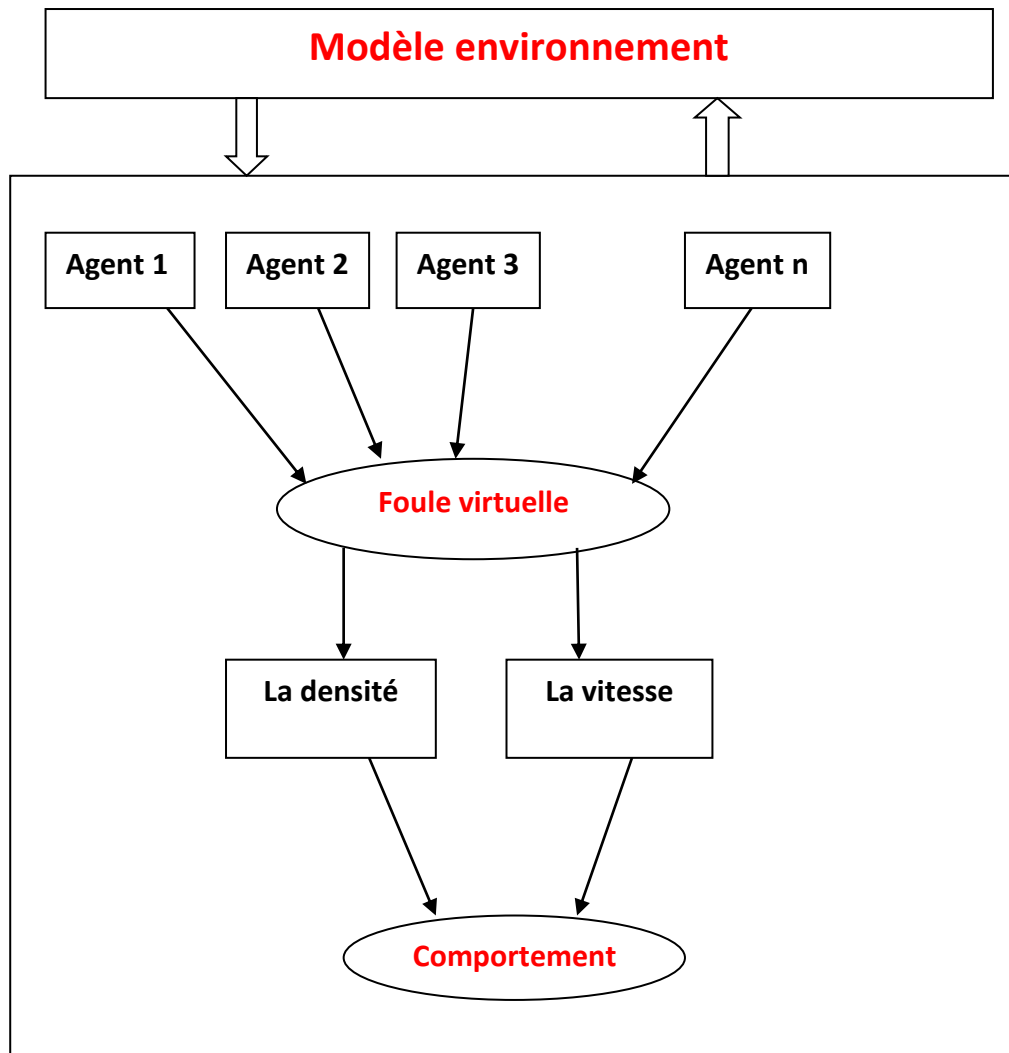 Modèle environnement
Agent 1
Agent 2
Agent 3
Agent n
Foule virtuelle
La densité
La vitesse
Comportement